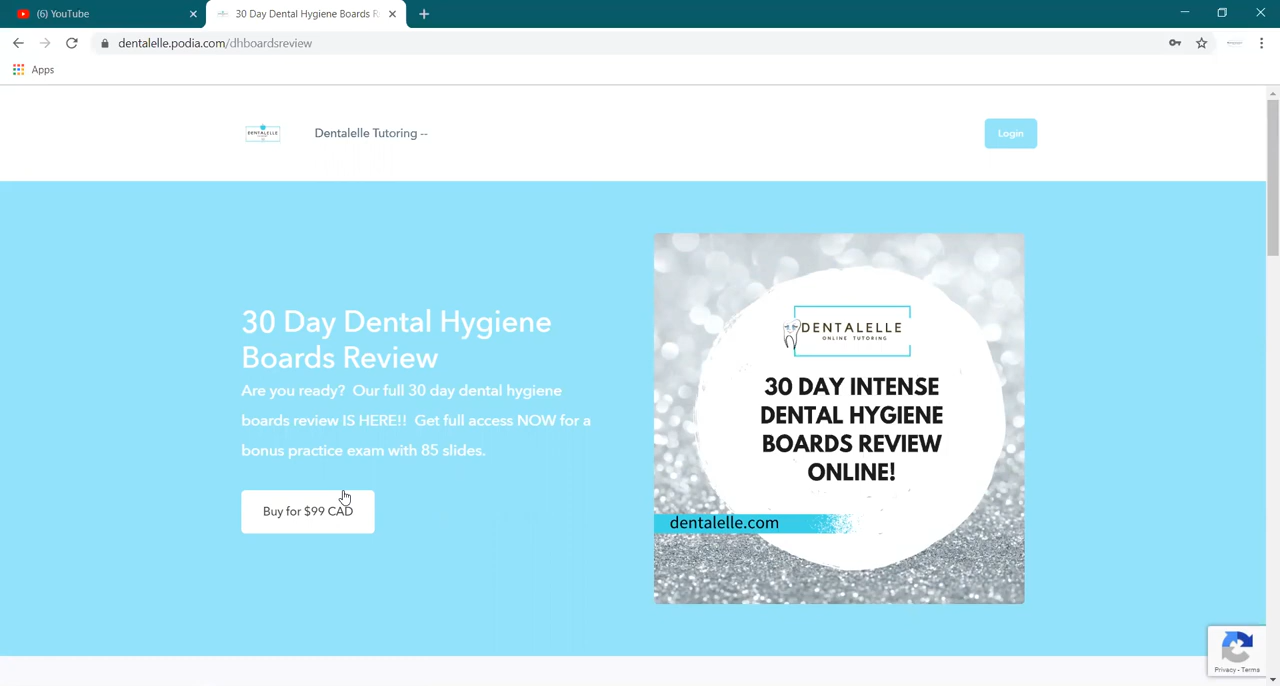 (6) YouTube
30 Day Dental Hygiene Boards R
dentalelle.podia.com/dhboardsreview
Apps
DENTALELLE
Dentalelle Tutoring --
Login
30 Day Dental Hygiene
Boards Review
Are you ready? Our full 30 day dental hygiene
boards review IS HERE!! Get full access NOW for a
bonus practice exam with 85 slides.
Buy for $99 CAD
DENTALELLE
ONLINE TUTORING
30 DAY INTENSE
DENTAL HYGIENE
BOARDS REVIEW
ONLINE!
dentalelle.com
Privacy - Terms